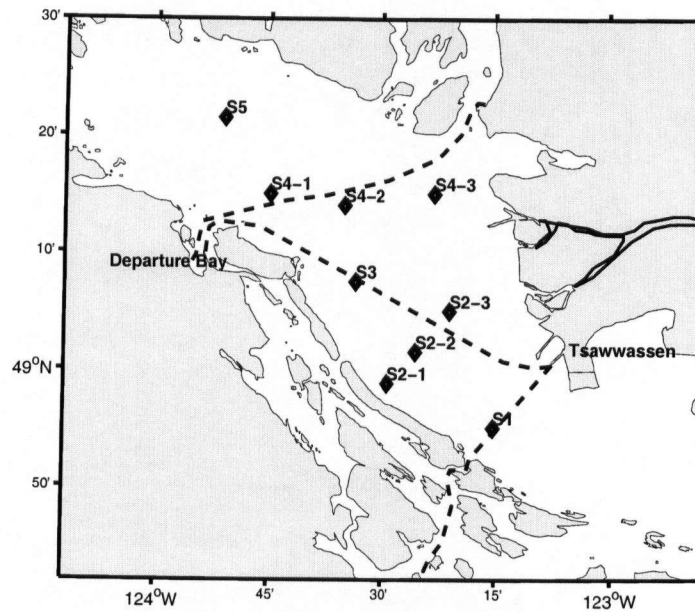 30'
S5
20'
S4-1
S4-2
S4-3
10'
Departure Bay
S3
S2-3
S2-2
Tsawwassen
49°N
S2-1
S1
50'
124°W
45'
30'
15'
123°W